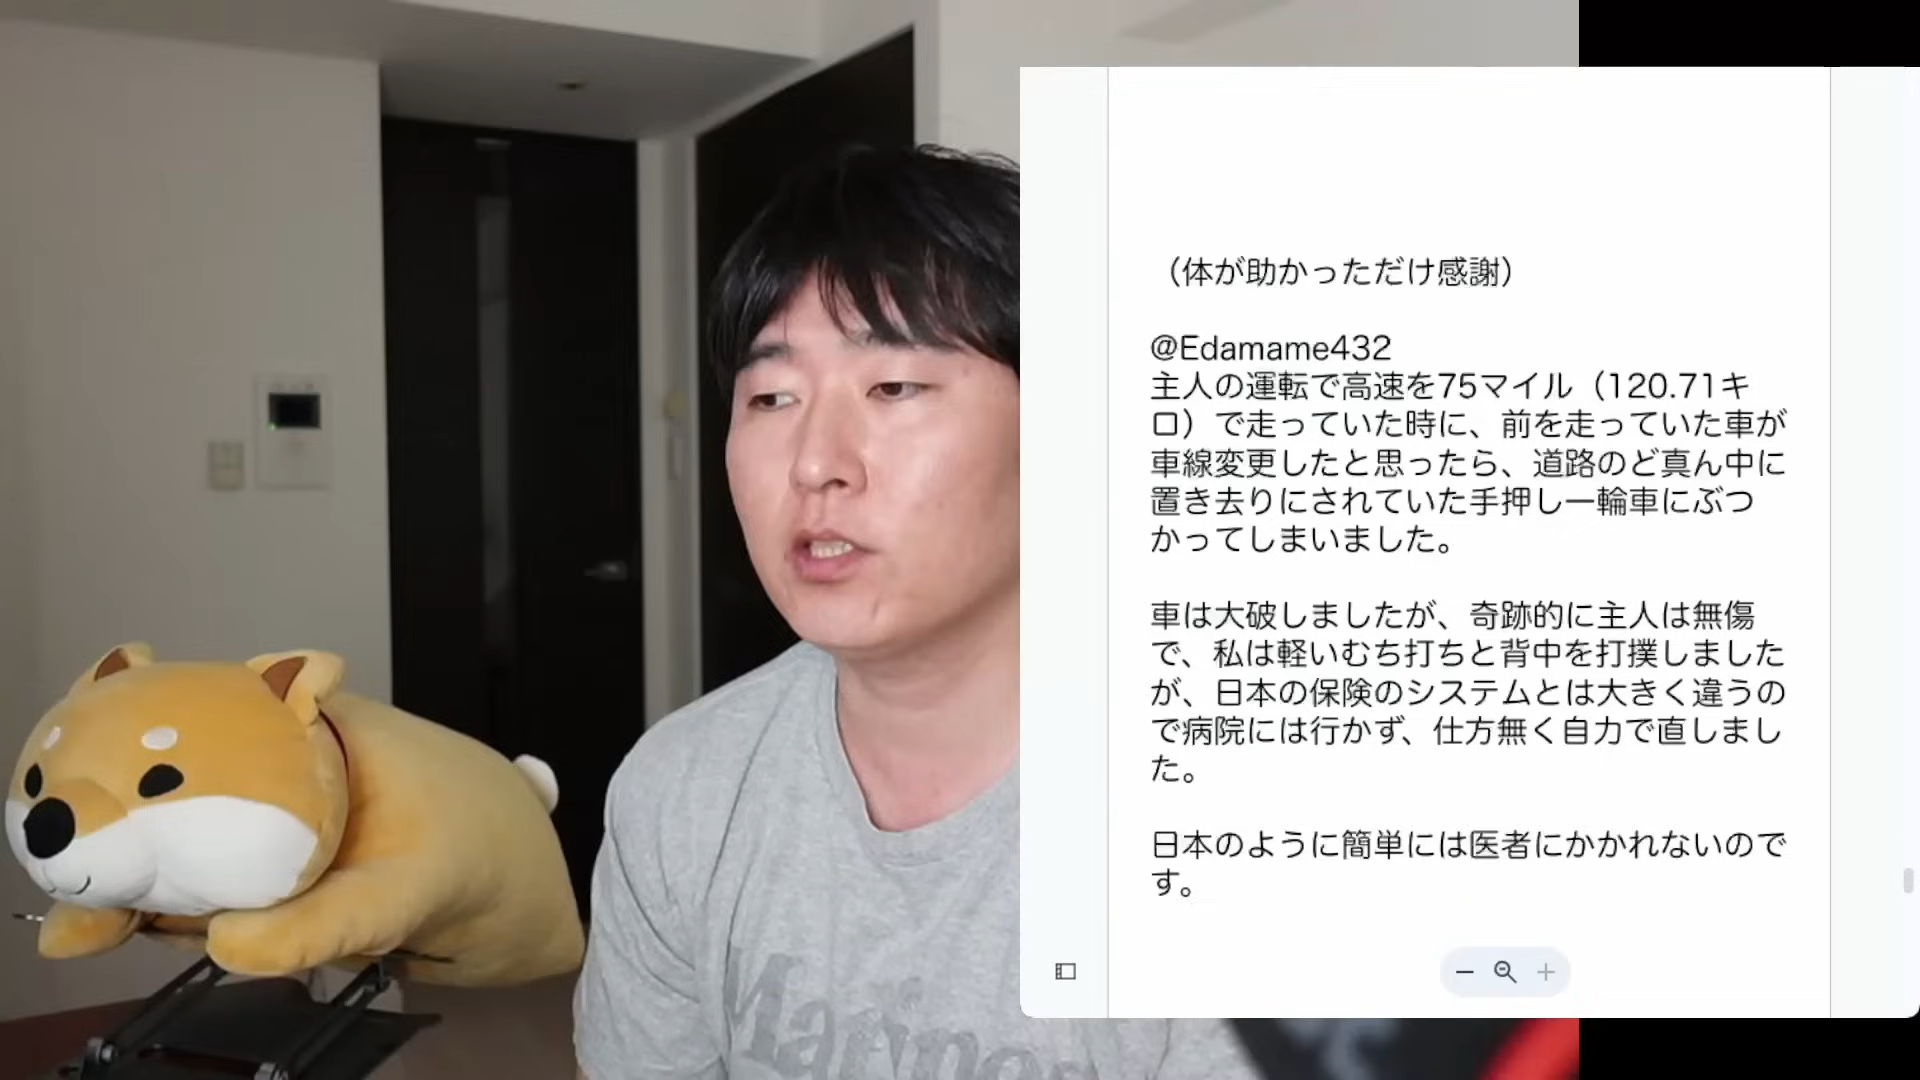 （体が助かっただけ感謝）
@Edamame432
主人の運転で高速を75マイル（120.71キ
ロ）で走っていた時に、前を走っていた車が
車線変更したと思ったら、道路のど真ん中に
置き去りにされていた手押し一輪車にぶつ
かってしまいました。
車は大破しましたが、奇跡的に主人は無傷
で、私は軽いむち打ちと背中を打撲しました
が、日本の保険のシステムとは大きく違うの
で病院には行かず、仕方無く自力で直しまし
た。
日本のように簡単には医者にかかれないので
す。
Marines